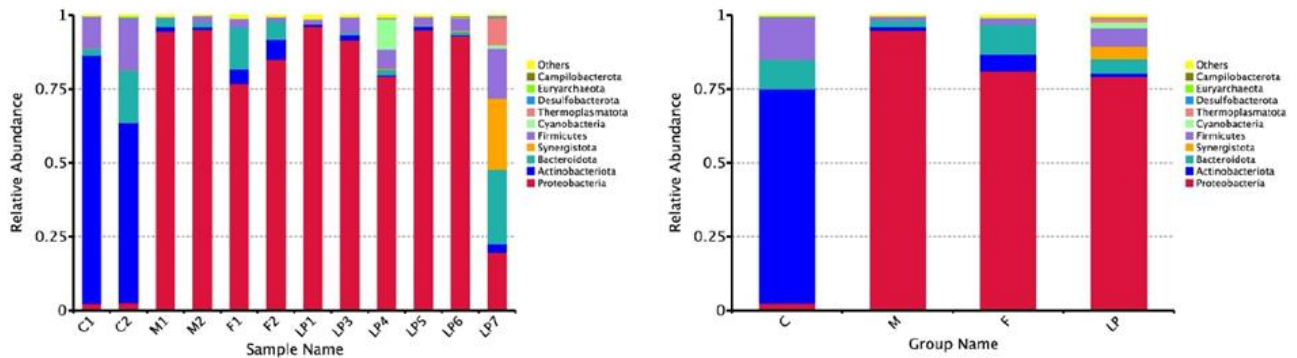 Relative Abundance
1
0.75
0.5
0.25
0
C1 C2 M1 M2 F1 F2 LP1 LP3 LP4 LP5 LP6 LP7
Sample Name
Others
Campilobacterota
Euryarchaeota
Desulfobacterota
Thermoplasmatota
Cyanobacteria
Firmicutes
Synergistota
Bacteroidota
Actinobacteriota
Proteobacteria
Relative Abundance
1
0.75
0.5
0.25
0
C M F LP
Group Name
Others
Campilobacterota
Euryarchaeota
Desulfobacterota
Thermoplasmatota
Cyanobacteria
Firmicutes
Synergistota
Bacteroidota
Actinobacteriota
Proteobacteria